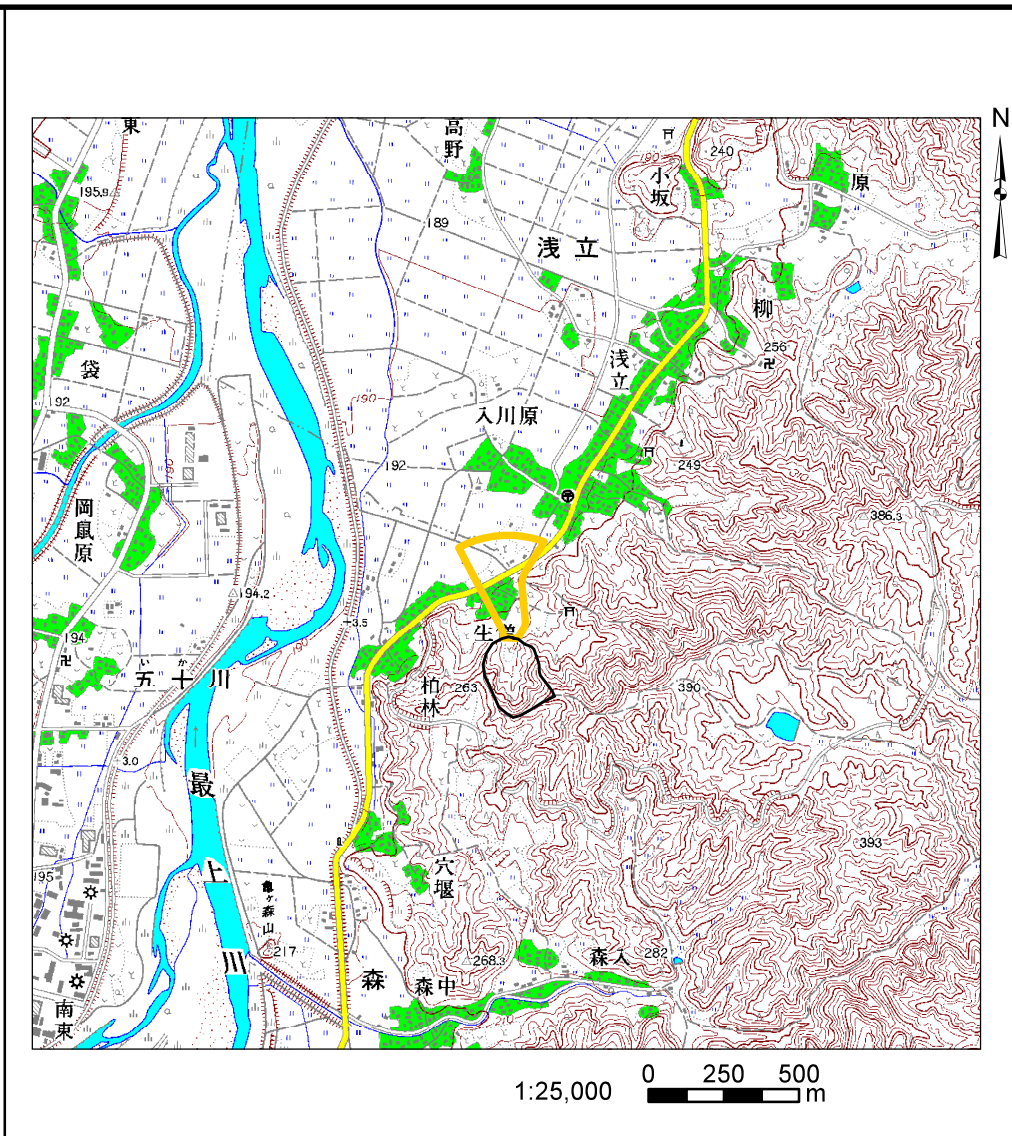 東
高野
N
小坂
240
原
195.9
189
浅立
柳
256
袋
浅立
92
190
入川原
192
249
岡鼠原
386.3
194.2
3.5
194
いか
五十川
柏林
263
390
3.0
最上川
393
195
穴堰
亀ヶ森山
217
268.3
森入
282
森
森中
南東
1:25,000
0 250 500
m